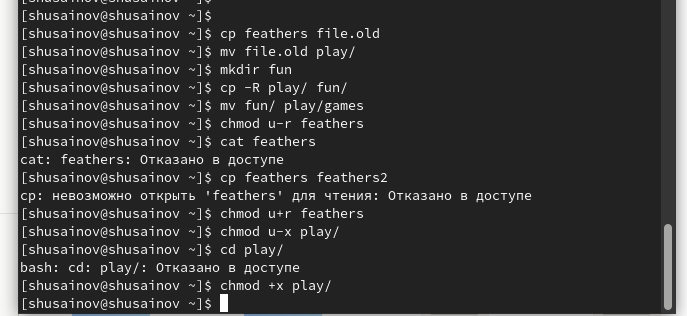 [shusainov@shusainov ~]$
[shusainov@shusainov ~]$ cp feathers file.old
[shusainov@shusainov ~]$ mv file.old play/
[shusainov@shusainov ~]$ mkdir fun
[shusainov@shusainov ~]$ cp -R play/ fun/
[shusainov@shusainov ~]$ mv fun/ play/games
[shusainov@shusainov ~]$ chmod u-r feathers
[shusainov@shusainov ~]$ cat feathers
cat: feathers: Отказано в доступе
[shusainov@shusainov ~]$ cp feathers feathers2
cp: невозможно открыть 'feathers' для чтения: Отказано в доступе
[shusainov@shusainov ~]$ chmod u+r feathers
[shusainov@shusainov ~]$ chmod u-x play/
[shusainov@shusainov ~]$ cd play/
bash: cd: play/: Отказано в доступе
[shusainov@shusainov ~]$ chmod +x play/
[shusainov@shusainov ~]$